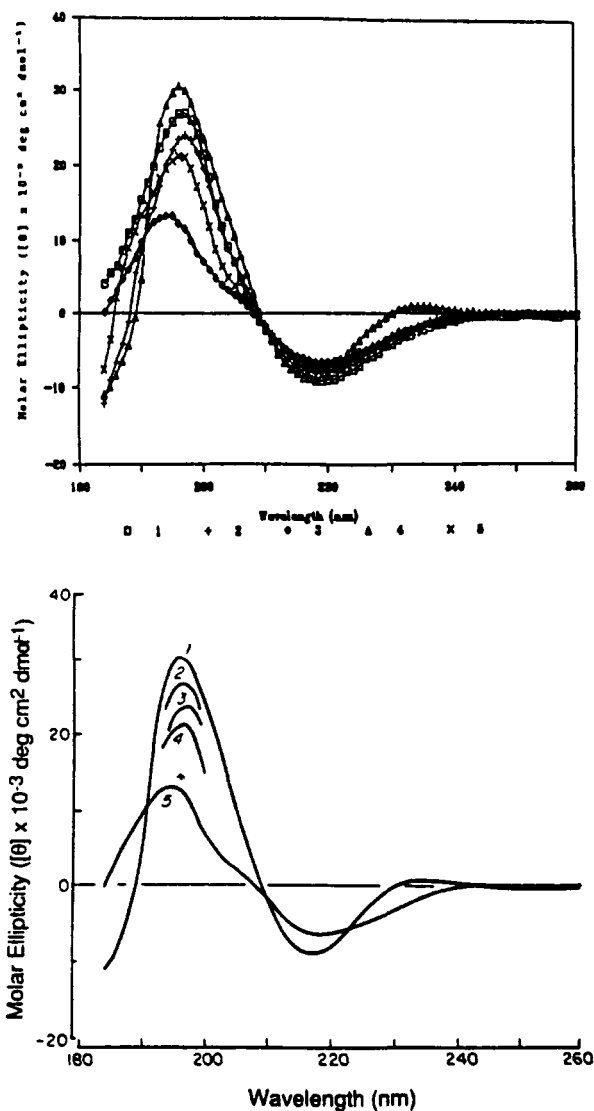 Molar Ellipticity ([θ] x 10⁻³ deg cm² dmol⁻¹)
40
30
20
10
0
-10
-20
180 200 220 240 260
Wavelength (nm)
□ 1 + 2 ◇ 3 △ 4 X 5
Molar Ellipticity ([θ] x 10-3 deg cm2 dmol-1)
40
20
0
-20
1
2
3
4
+
5
180 200 220 240 260
Wavelength (nm)